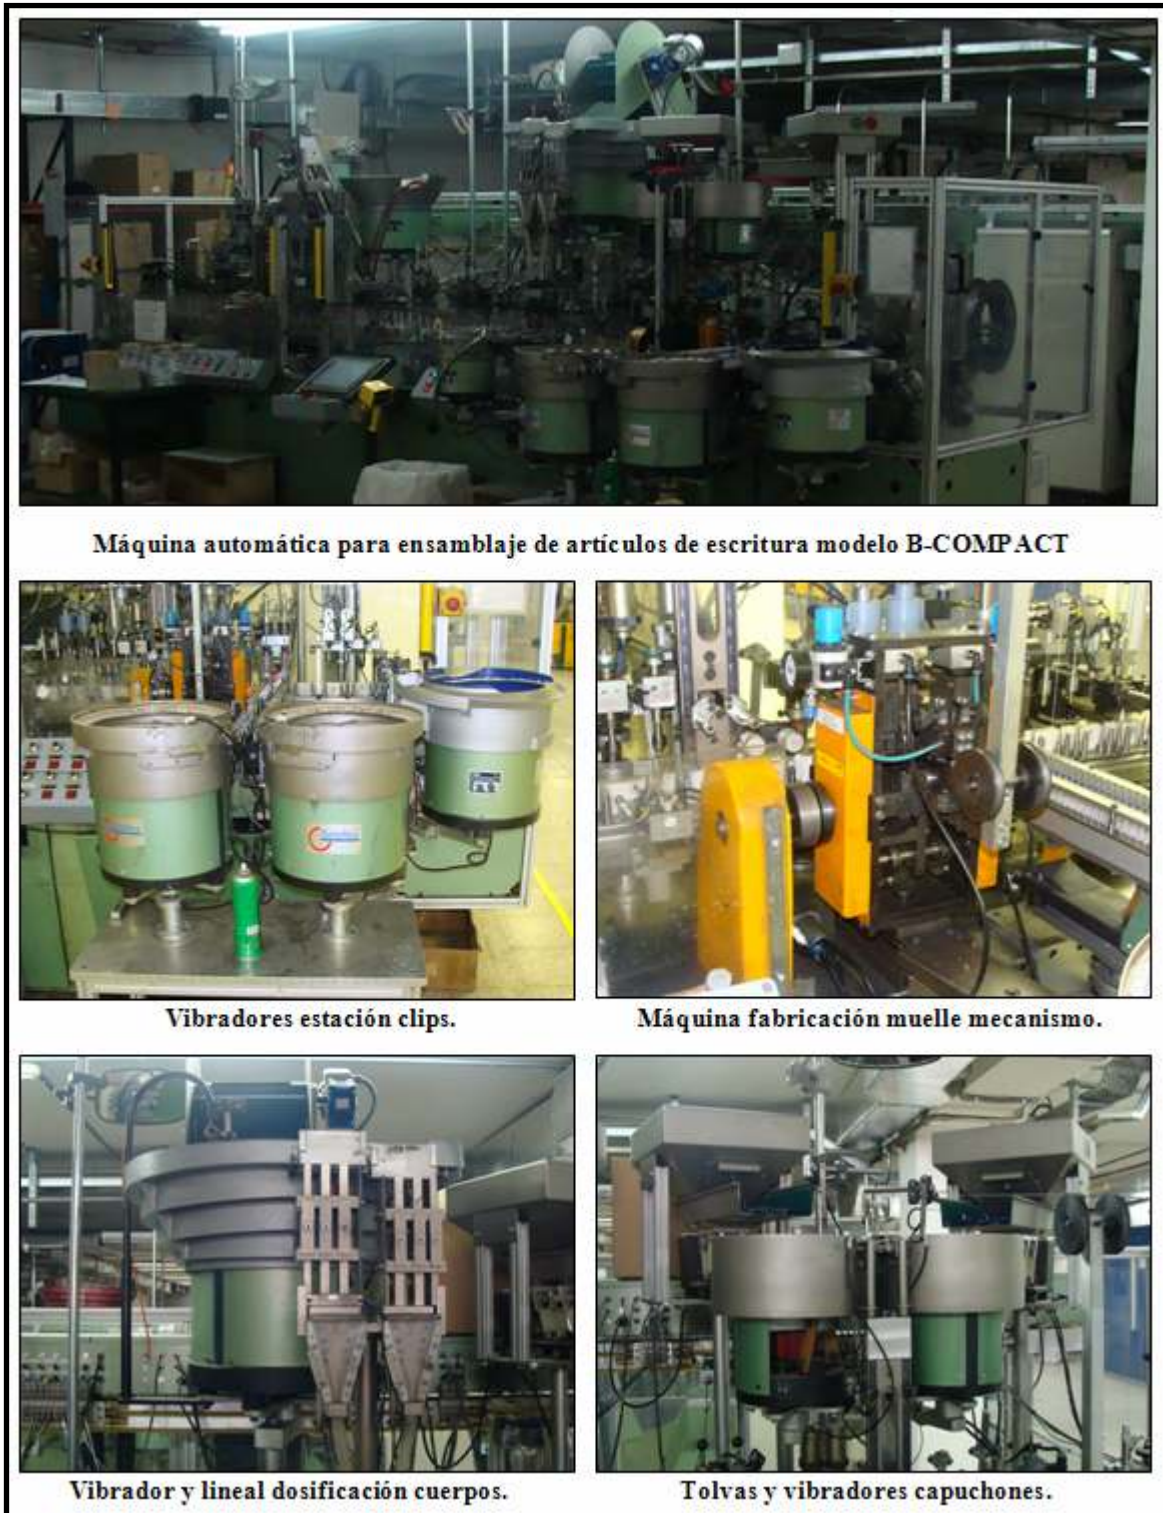 Máquina automática para ensamblaje de artículos de escritura modelo B-COMPACT
Vibradores estación clips.
Máquina fabricación muelle mecanismo.
Vibrador y lineal dosificación cuerpos.
Tolvas y vibradores capuchones.